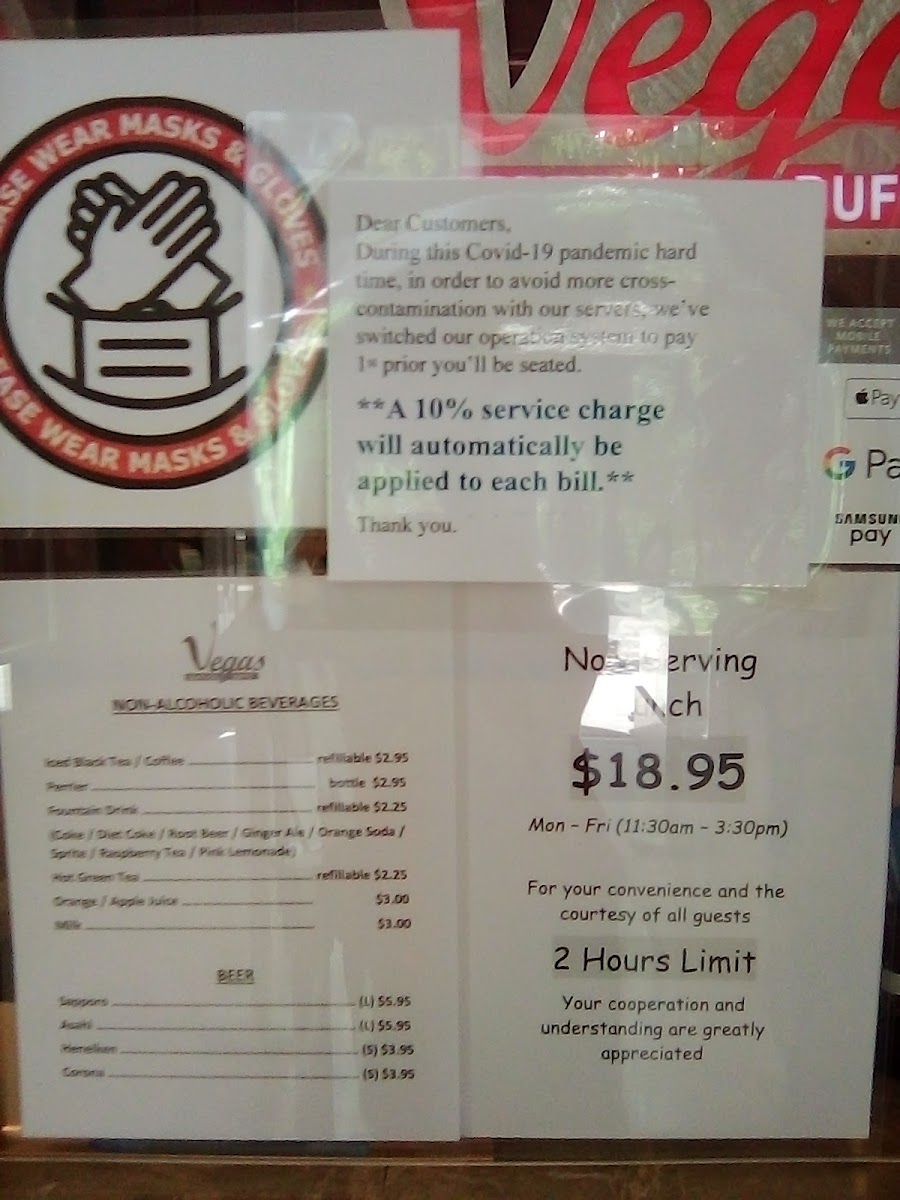 Vega
BUF
EASE WEAR MASKS & GLOVES
EASE WEAR MASKS & GLOVES
Dear Customers,
During this Covid-19 pandemic hard
time, in order to avoid more cross-
contamination with our servers, we've
switched our operation system to pay
1st prior you'll be seated.
**A 10% service charge
will automatically be
applied to each bill.**
Thank you.
WE ACCEPT
MOBILE
PAYMENTS
Pay
G Pa
SAMSUN
pay
Vegas
NON-ALCOHOLIC BEVERAGES
Iced Black Tea / Coffee refillable $2.95
Perrier bottle $2.95
Fountain Drink refillable $2.25
(Coke / Diet Coke / Root Beer / Ginger Ale / Orange Soda /
Sprite / Raspberry Tea / Pink Lemonade)
Hot Green Tea refillable $2.25
Orange / Apple Juice $3.00
Milk $3.00
BEER
Sapporo (L) $5.95
Asahi (L) $5.95
Heineken (S) $3.95
Corona (S) $3.95
No erving
ch
$18.95
Mon - Fri (11:30am - 3:30pm)
For your convenience and the
courtesy of all guests
2 Hours Limit
Your cooperation and
understanding are greatly
appreciated